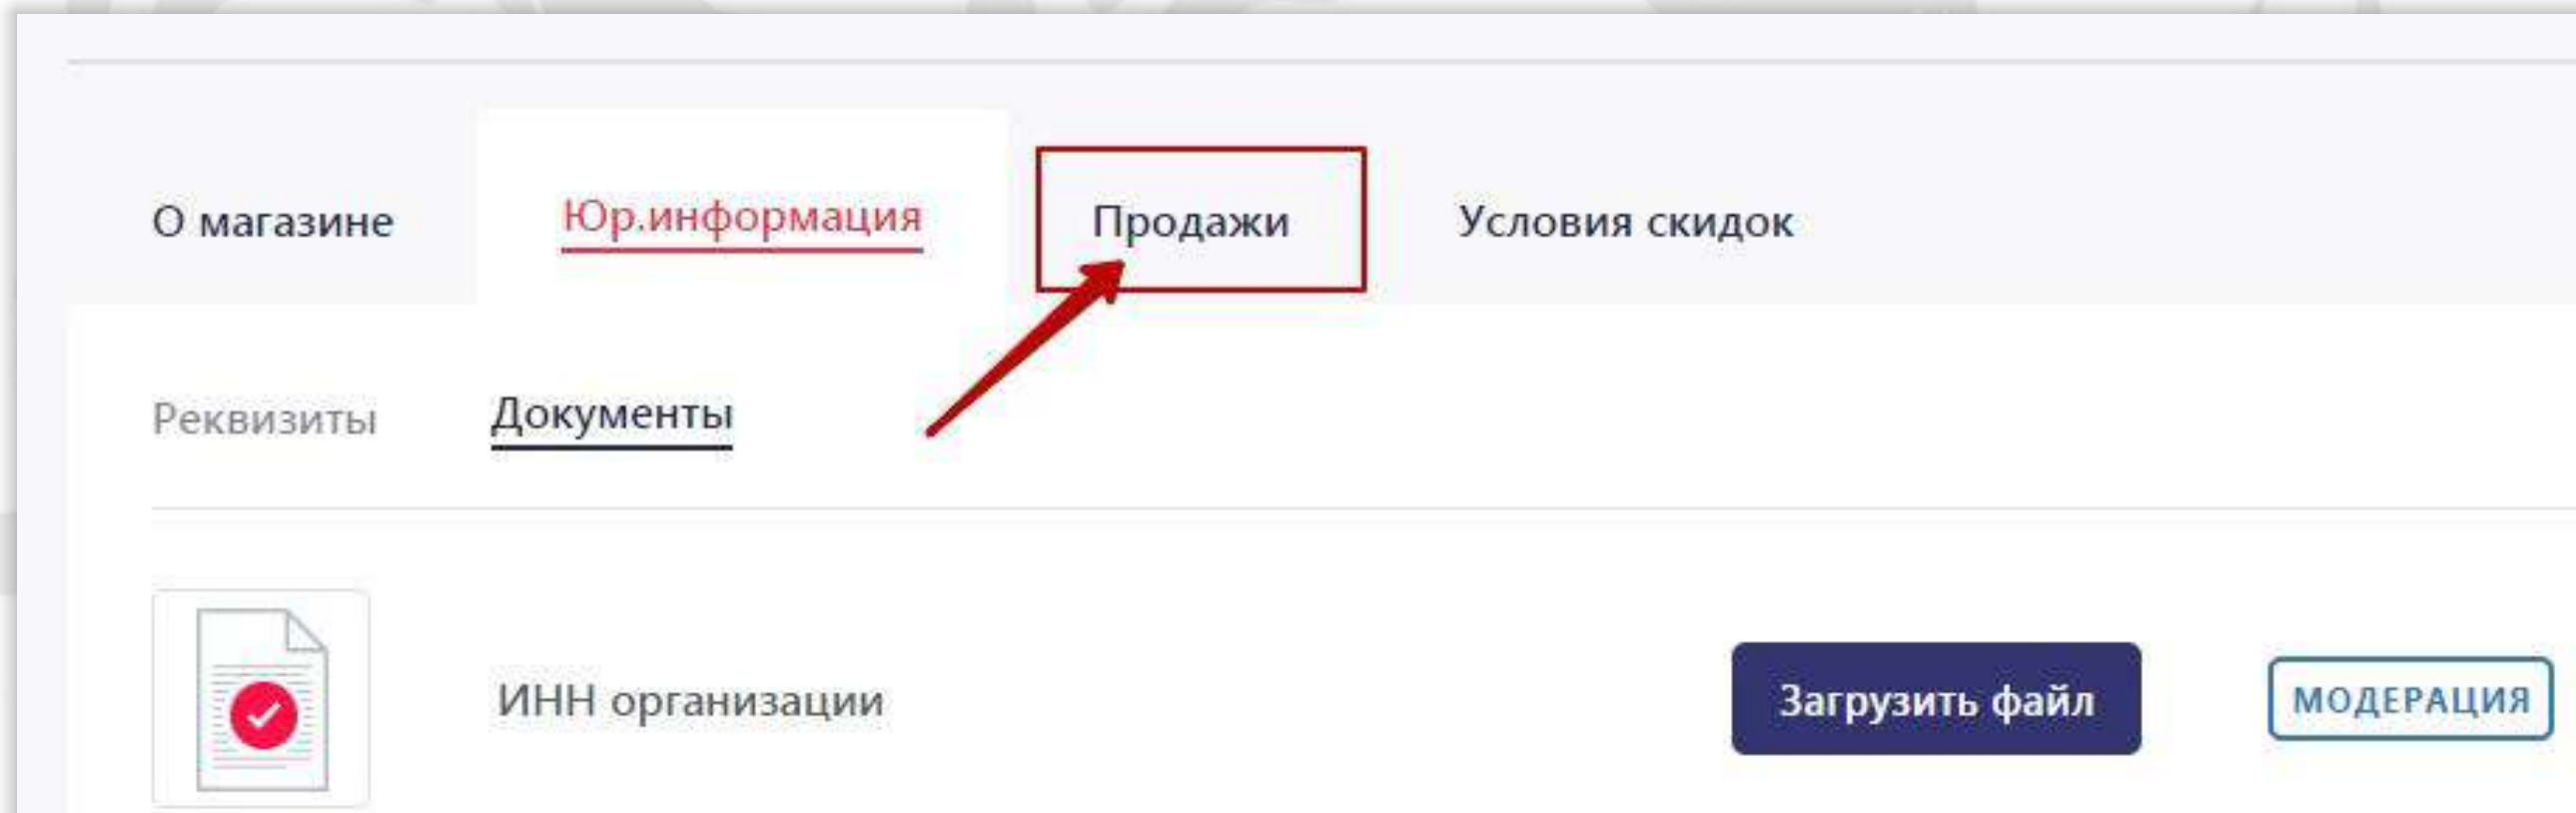 О магазине Юр.информация Продажи Условия скидок
Реквизиты Документы
ИНН организации Загрузить файл МОДЕРАЦИЯ